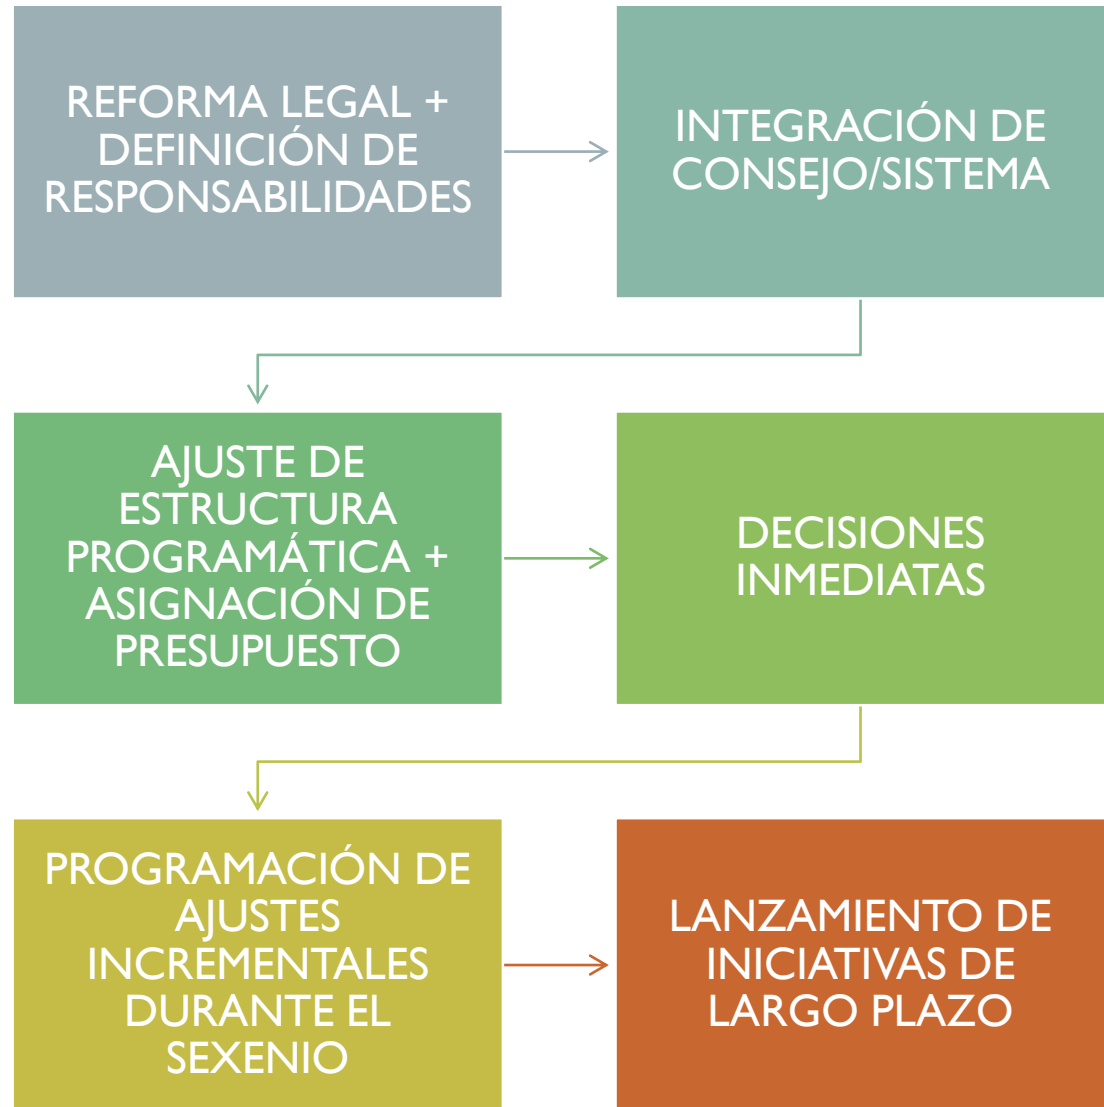 REFORMA LEGAL +
DEFINICIÓN DE
RESPONSABILIDADES
INTEGRACIÓN DE
CONSEJO/SISTEMA
AJUSTE DE
ESTRUCTURA
PROGRAMÁTICA +
ASIGNACIÓN DE
PRESUPUESTO
DECISIONES
INMEDIATAS
PROGRAMACIÓN DE
AJUSTES
INCREMENTALES
DURANTE EL
SEXENIO
LANZAMIENTO DE
INICIATIVAS DE
LARGO PLAZO